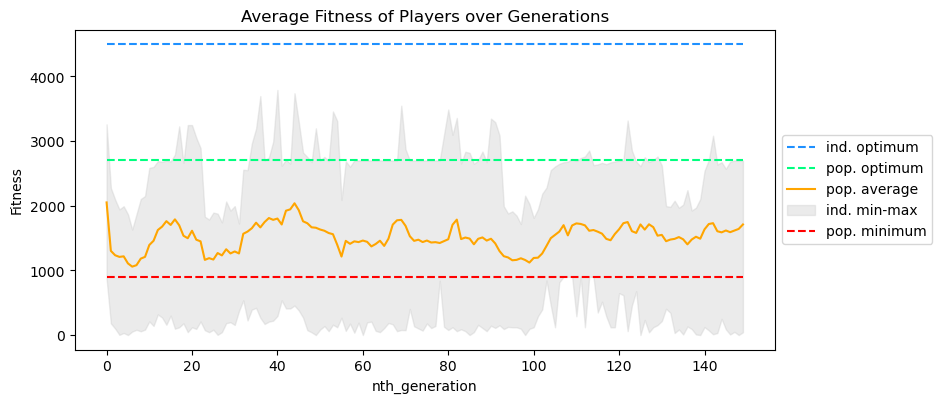 Average Fitness of Players over Generations
Fitness
4000
3000
2000
1000
0
0 20 40 60 80 100 120 140
nth_generation
ind. optimum
pop. optimum
pop. average
ind. min-max
pop. minimum